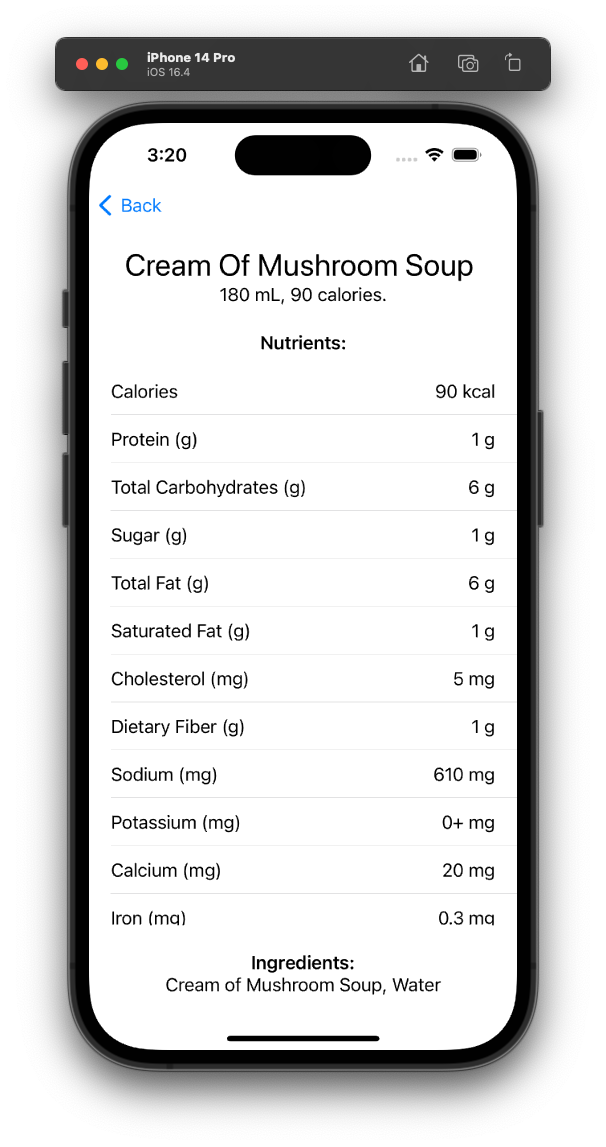 iPhone 14 Pro
iOS 16.4
3:20
Back
Cream Of Mushroom Soup
180 mL, 90 calories.
Nutrients:
Calories 90 kcal
Protein (g) 1 g
Total Carbohydrates (g) 6 g
Sugar (g) 1 g
Total Fat (g) 6 g
Saturated Fat (g) 1 g
Cholesterol (mg) 5 mg
Dietary Fiber (g) 1 g
Sodium (mg) 610 mg
Potassium (mg) 0+ mg
Calcium (mg) 20 mg
Iron (mg) 0.3 mg
Ingredients:
Cream of Mushroom Soup, Water